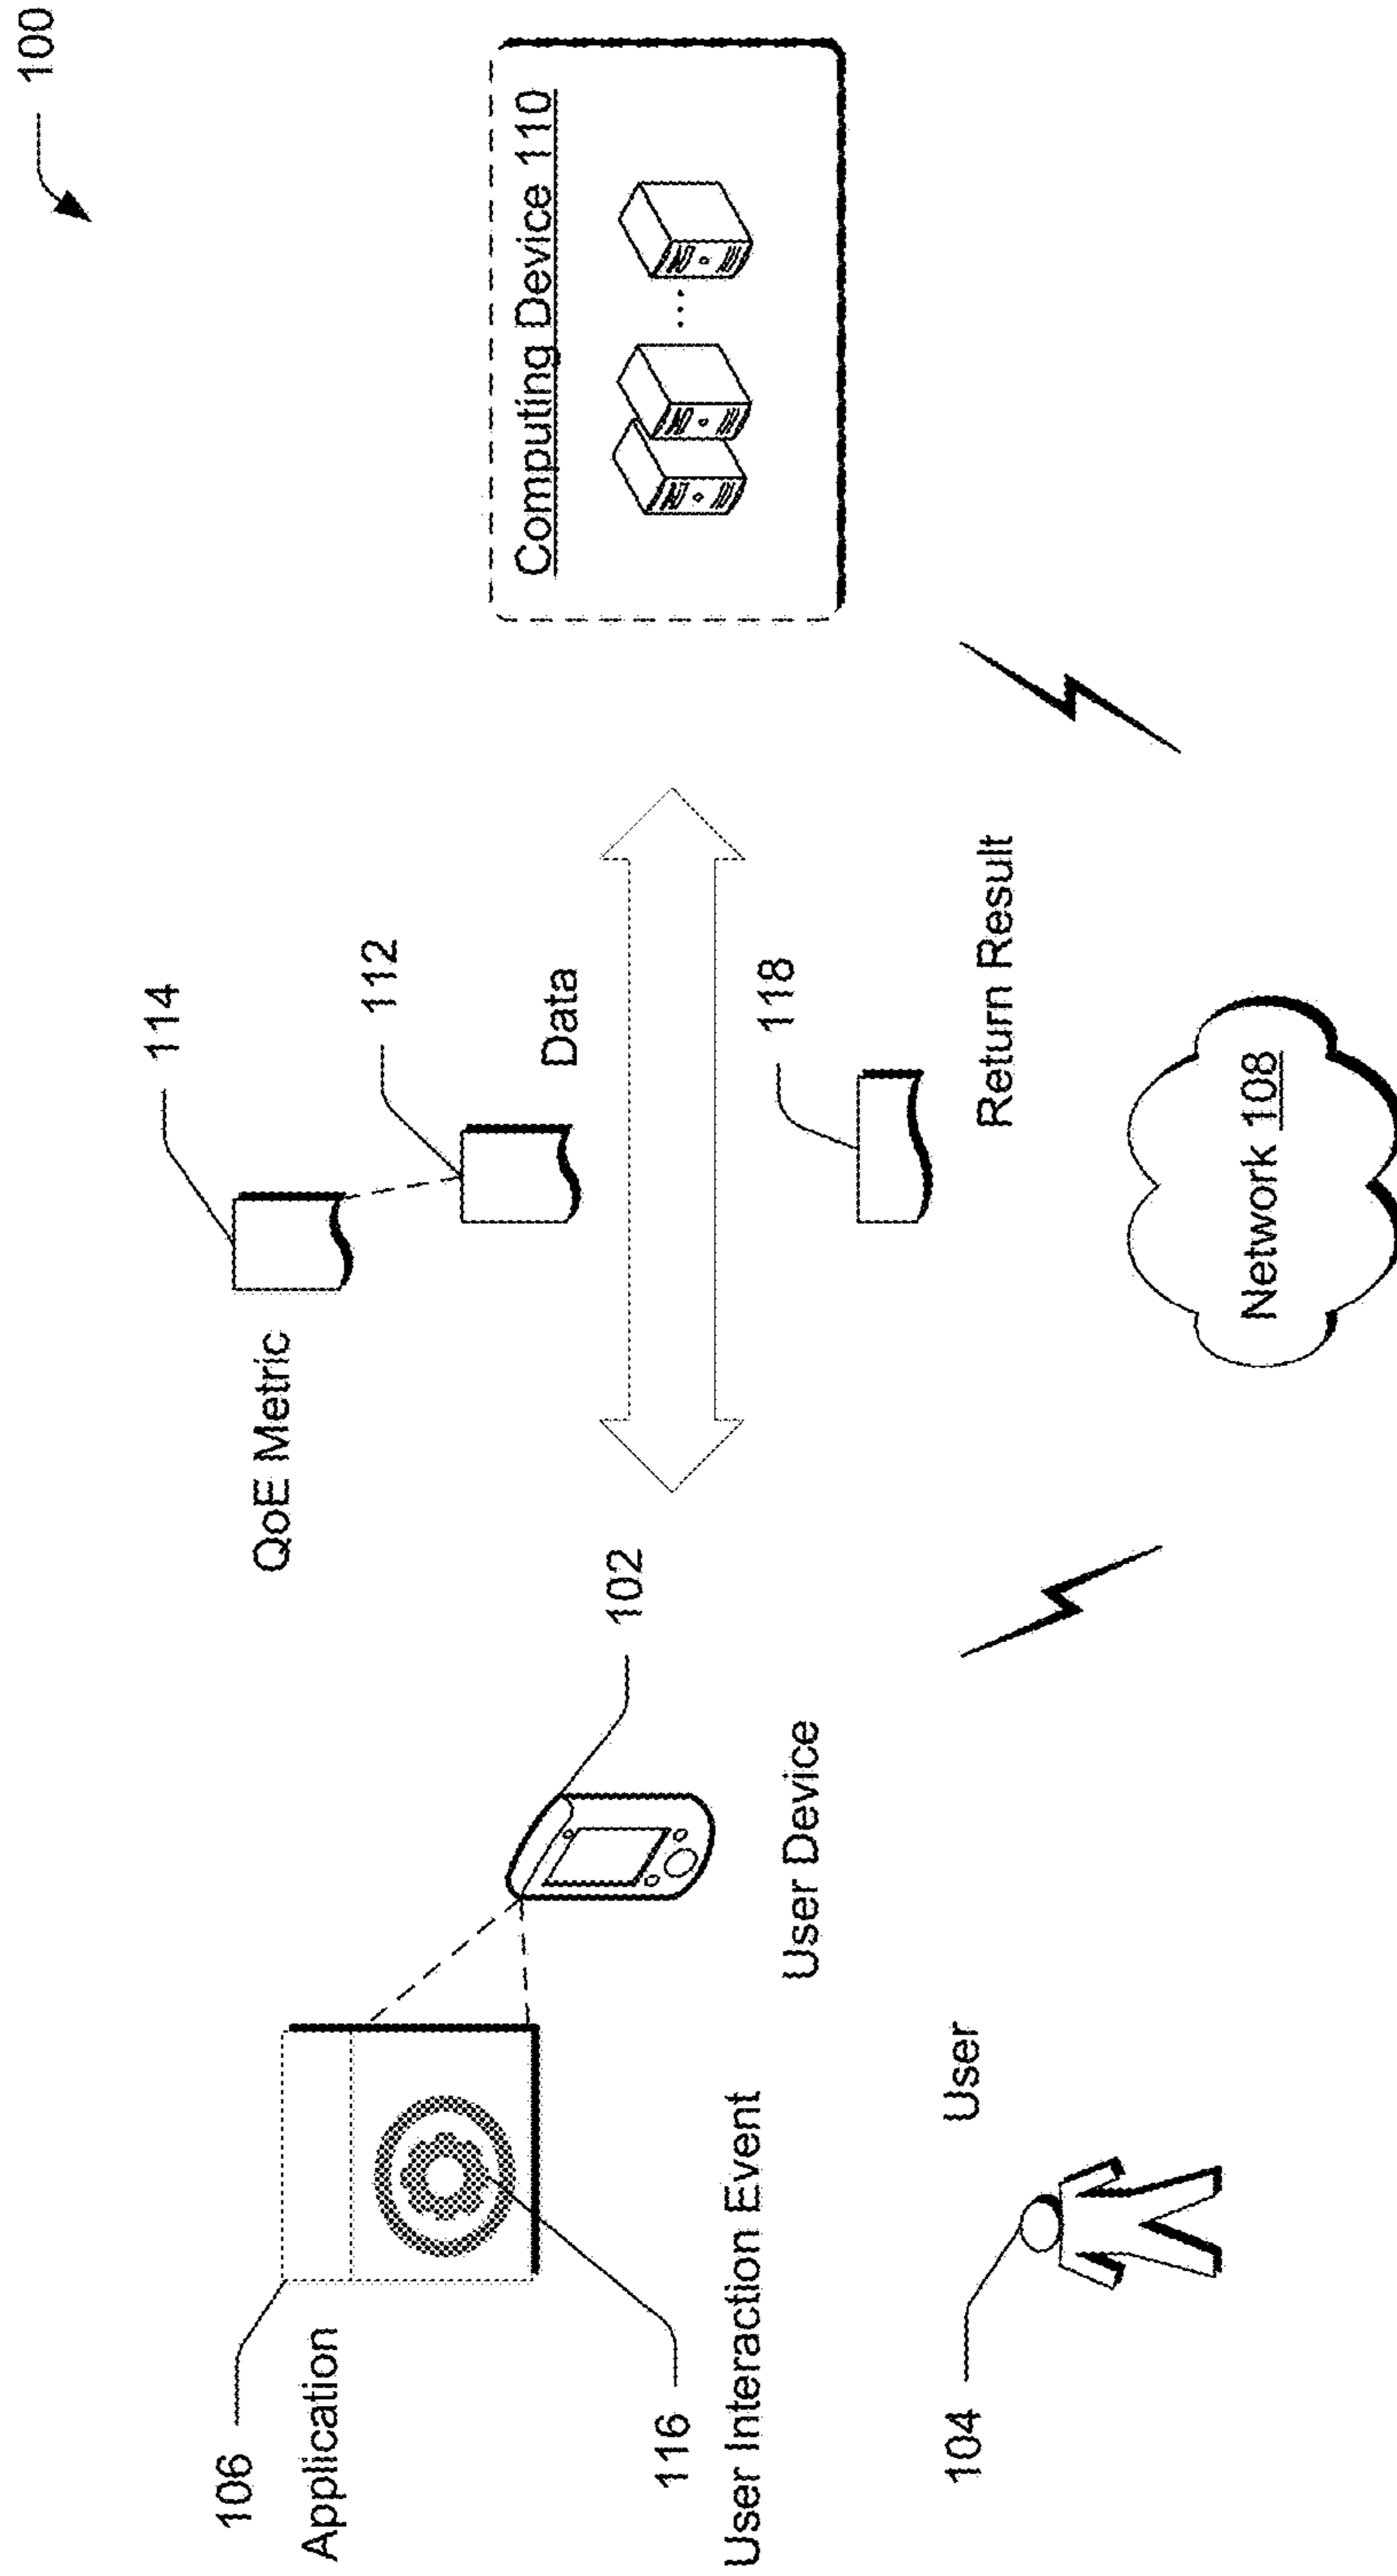 100
114
QoE Metric
112
Data
106
Application
102
Computing Device 110
116
User Interaction Event
User Device
118
Return Result
104
User
Network 108